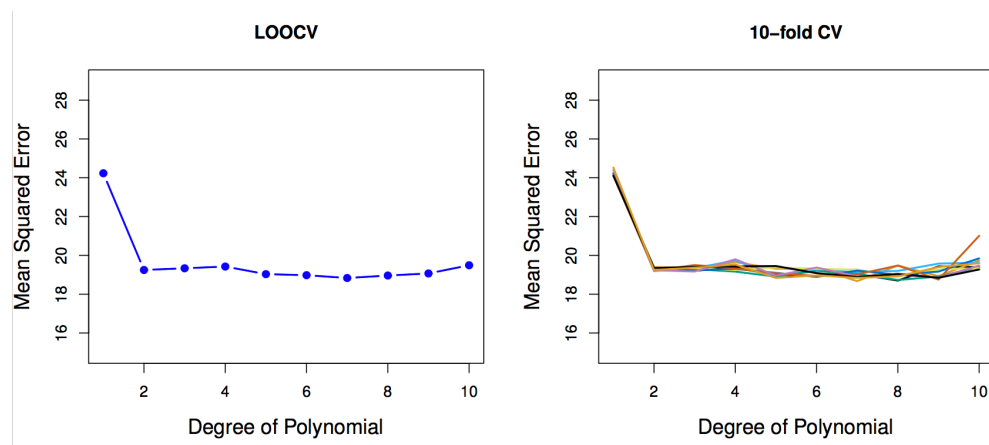 LOOCV
Mean Squared Error
28
26
24
22
20
18
16
2 4 6 8 10
Degree of Polynomial
10−fold CV
Mean Squared Error
28
26
24
22
20
18
16
2 4 6 8 10
Degree of Polynomial